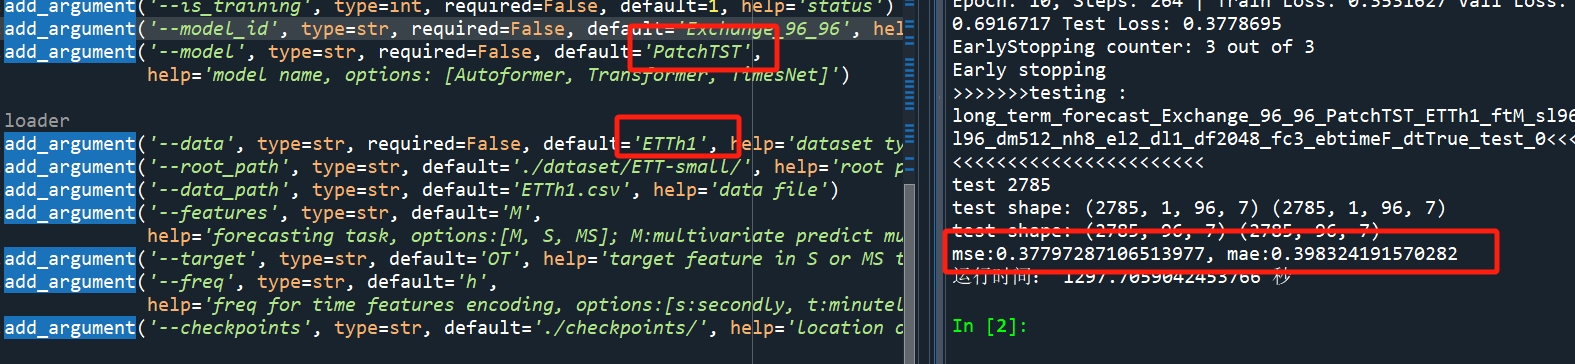 add_argument('--is_training', type=int, required=False, default=1, help='status')
add_argument('--model_id', type=str, required=False, default='Exchange_96_96', hel
add_argument('--model', type=str, required=False, default='PatchTST',
help='model name, options: [Autoformer, Transformer, TimesNet]')
loader
add_argument('--data', type=str, required=False, default='ETTh1', help='dataset ty
add_argument('--root_path', type=str, default='./dataset/ETT-small/', help='root p
add_argument('--data_path', type=str, default='ETTh1.csv', help='data file')
add_argument('--features', type=str, default='M',
help='forecasting task, options:[M, S, MS]; M:multivariate predict mu
add_argument('--target', type=str, default='OT', help='target feature in S or MS t
add_argument('--freq', type=str, default='h',
help='freq for time features encoding, options:[s:secondly, t:minutel
add_argument('--checkpoints', type=str, default='./checkpoints/', help='location o
Epoch: 10, Steps: 264 | Train Loss: 0.3331627 Vali Loss:
0.6916717 Test Loss: 0.3778695
EarlyStopping counter: 3 out of 3
Early stopping
>>>>>>>testing :
long_term_forecast_Exchange_96_96_PatchTST_ETTh1_ftM_sl96
l96_dm512_nh8_el2_dl1_df2048_fc3_ebtimeF_dtTrue_test_0<<<
<<<<<<<<<<<<<<<<<<<<<<<
test 2785
test shape: (2785, 1, 96, 7) (2785, 1, 96, 7)
test shape: (2785, 96, 7) (2785, 96, 7)
mse:0.37797287106513977, mae:0.398324191570282
运行时间： 1297.7059042453766 秒
In [2]: